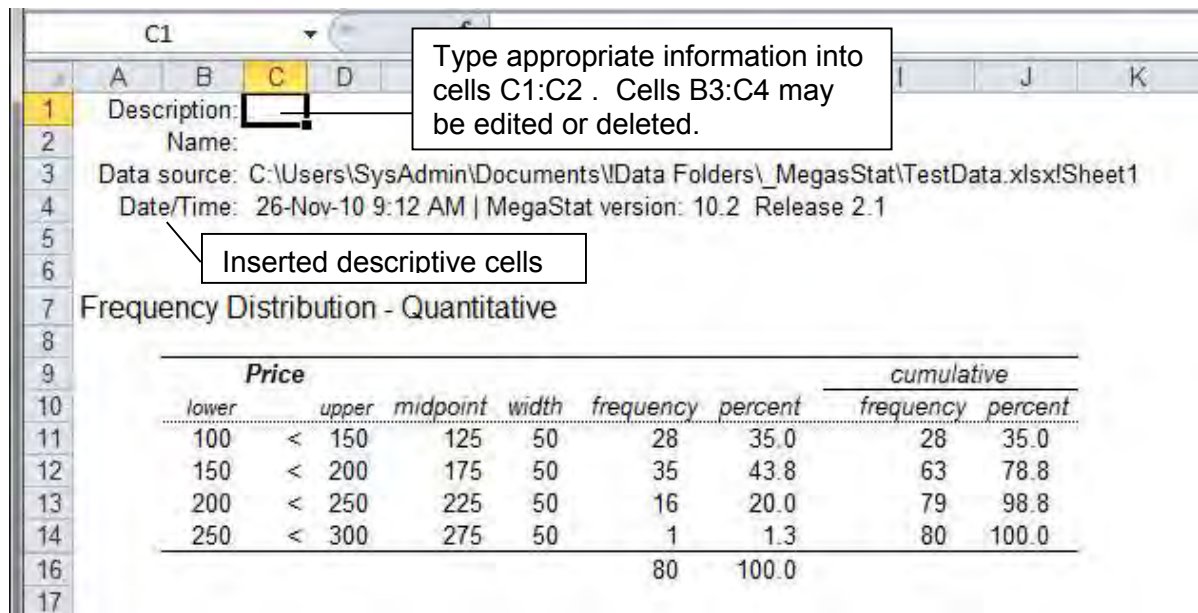 C1
Type appropriate information into
cells C1:C2 . Cells B3:C4 may
be edited or deleted.
A B C D I J K
1 Description:
2 Name:
3 Data source: C:\Users\SysAdmin\Documents\!Data Folders\_MegasStat\TestData.xlsx!Sheet1
4 Date/Time: 26-Nov-10 9:12 AM | MegaStat version: 10.2 Release 2.1
5
Inserted descriptive cells
6
7 Frequency Distribution - Quantitative
8
9 Price cumulative
10 lower upper midpoint width frequency percent frequency percent
11 100 < 150 125 50 28 35.0 28 35.0
12 150 < 200 175 50 35 43.8 63 78.8
13 200 < 250 225 50 16 20.0 79 98.8
14 250 < 300 275 50 1 1.3 80 100.0
16 80 100.0
17